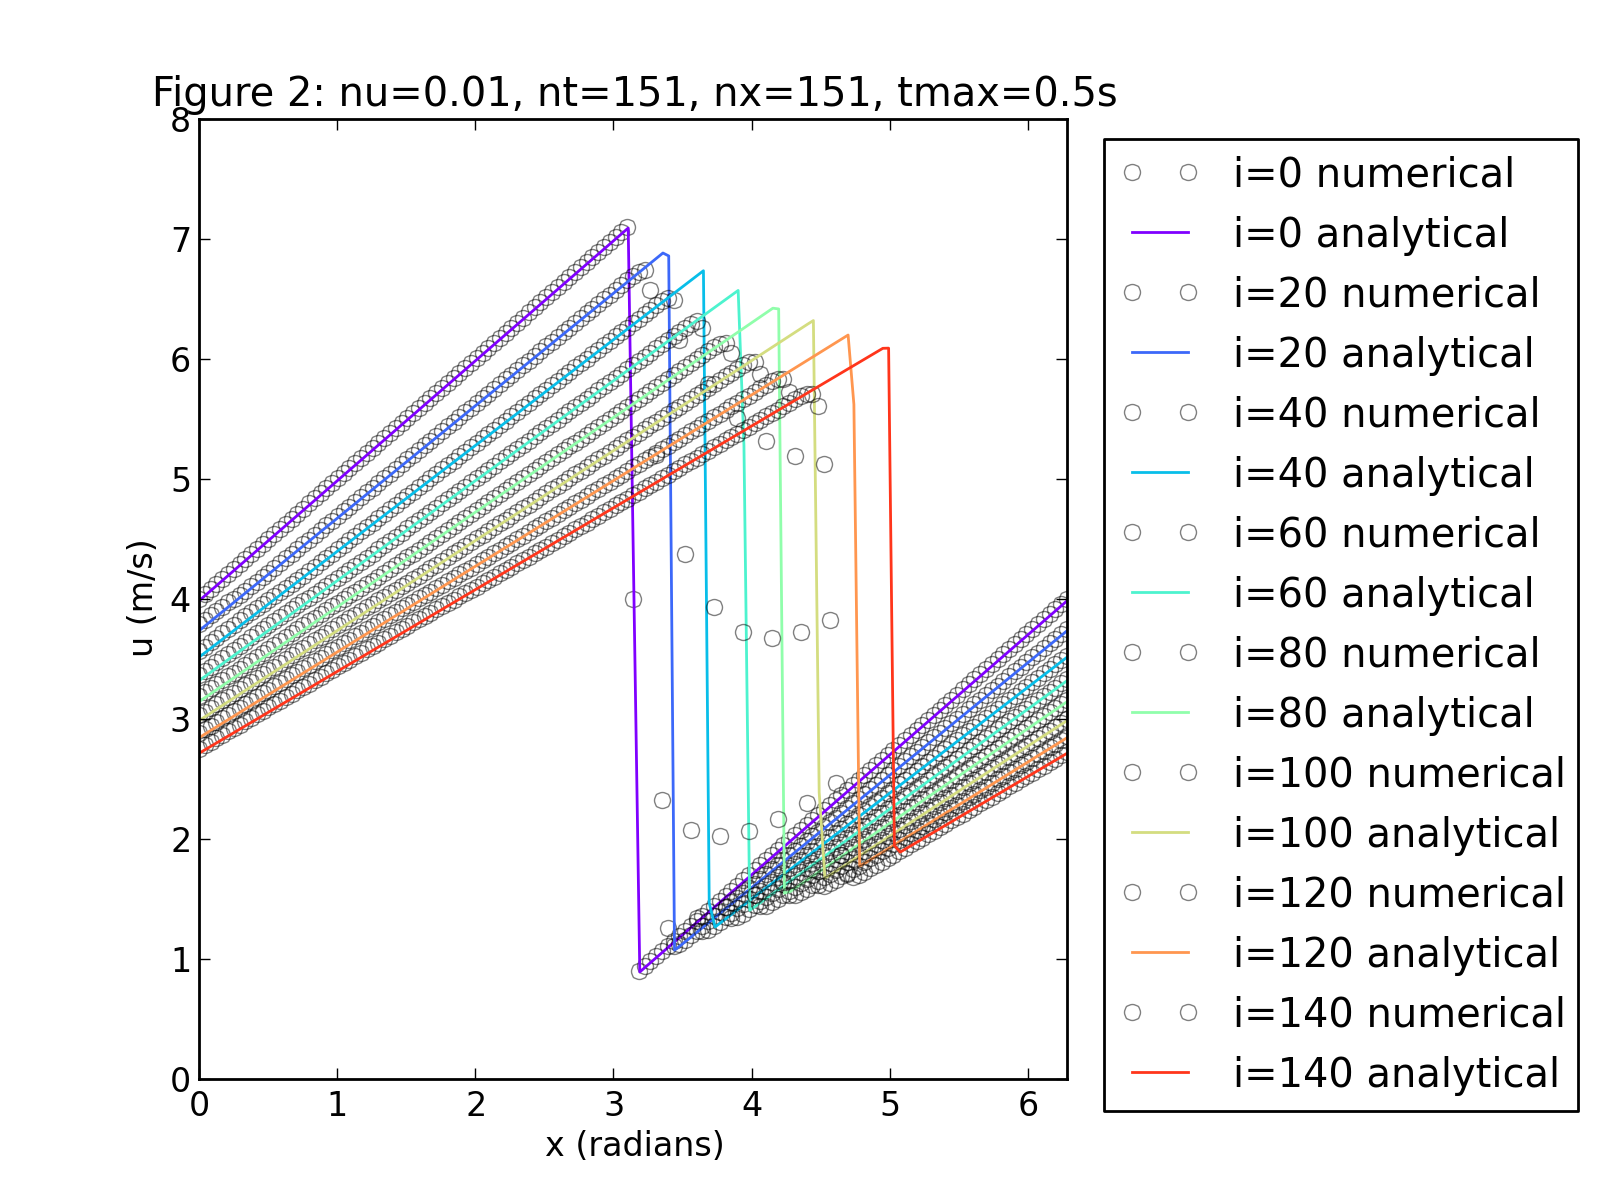 Figure 2: nu=0.01, nt=151, nx=151, tmax=0.5s
8
7
6
5
4
3
2
1
0
u (m/s)
0 1 2 3 4 5 6
x (radians)
i=0 numerical
i=0 analytical
i=20 numerical
i=20 analytical
i=40 numerical
i=40 analytical
i=60 numerical
i=60 analytical
i=80 numerical
i=80 analytical
i=100 numerical
i=100 analytical
i=120 numerical
i=120 analytical
i=140 numerical
i=140 analytical